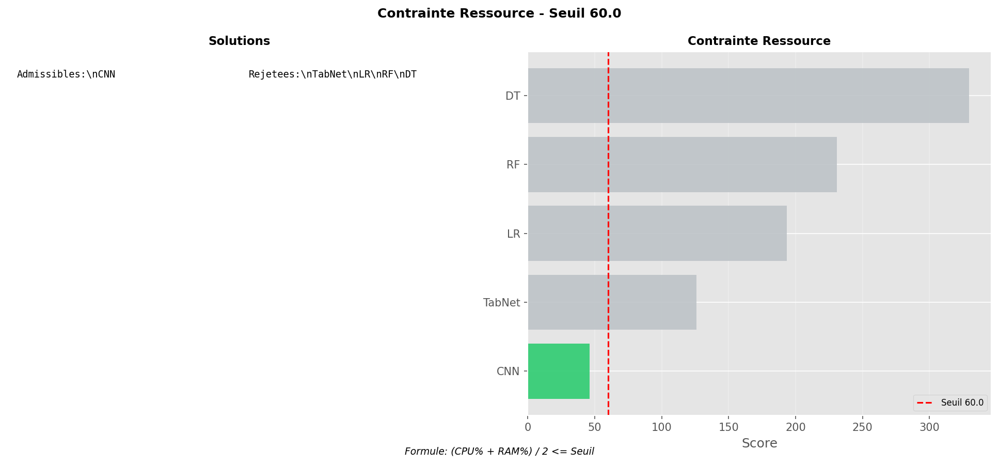 Contrainte Ressource - Seuil 60.0
Solutions
Admissibles:\nCNN
Rejetees:\nTabNet\nLR\nRF\nDT
Contrainte Ressource
DT
RF
LR
TabNet
CNN
Seuil 60.0
0 50 100 150 200 250 300
Score
Formule: (CPU% + RAM%) / 2 <= Seuil